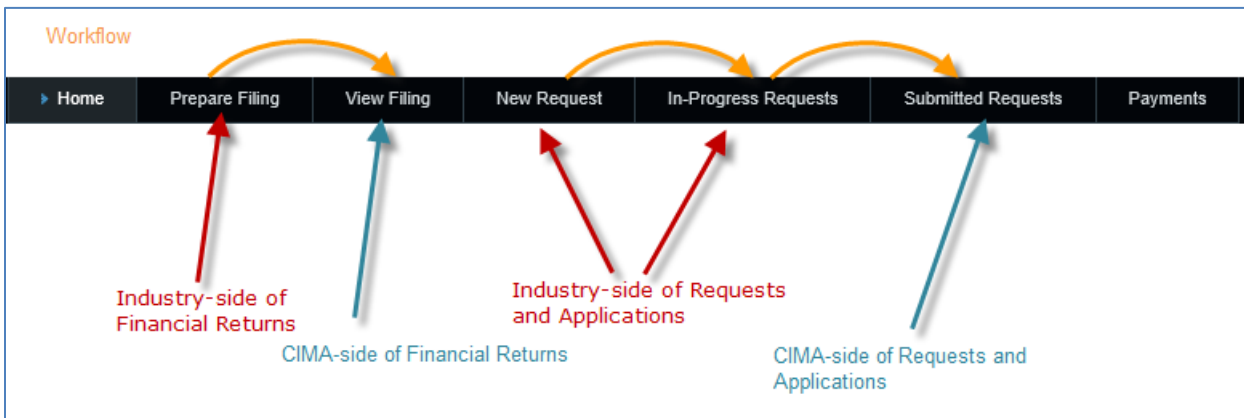 Workflow
Home Prepare Filing View Filing New Request In-Progress Requests Submitted Requests Payments
Industry-side of
Financial Returns
Industry-side of Requests
and Applications
CIMA-side of Financial Returns
CIMA-side of Requests and
Applications